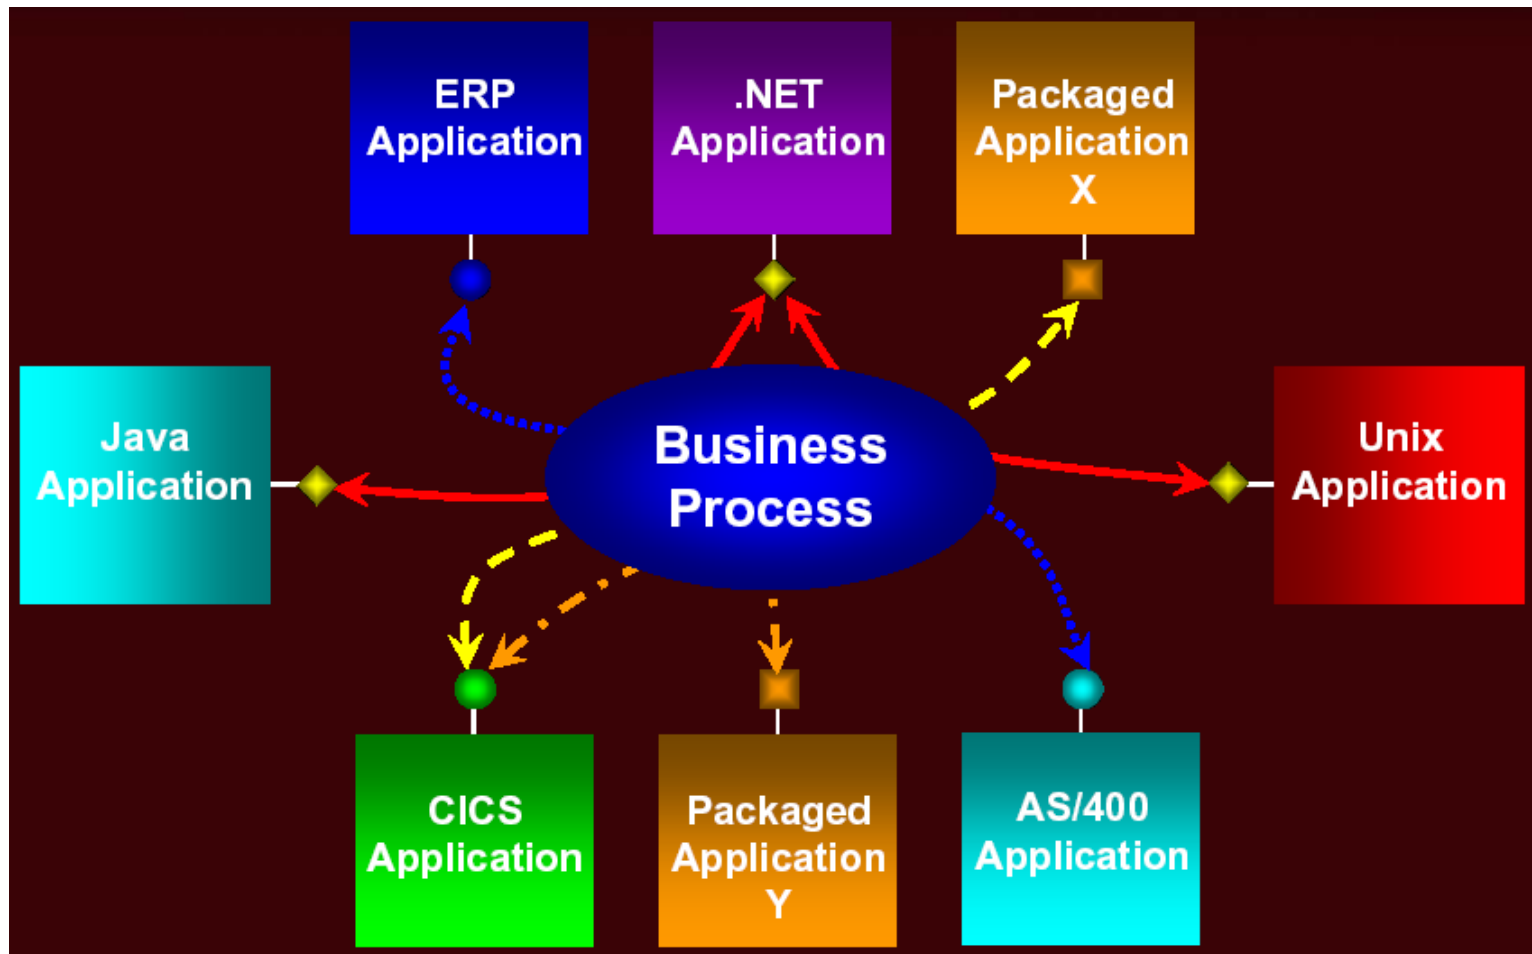 ERP
Application
.NET
Application
Packaged
Application
X
Java
Application
Business
Process
Unix
Application
CICS
Application
Packaged
Application
Y
AS/400
Application